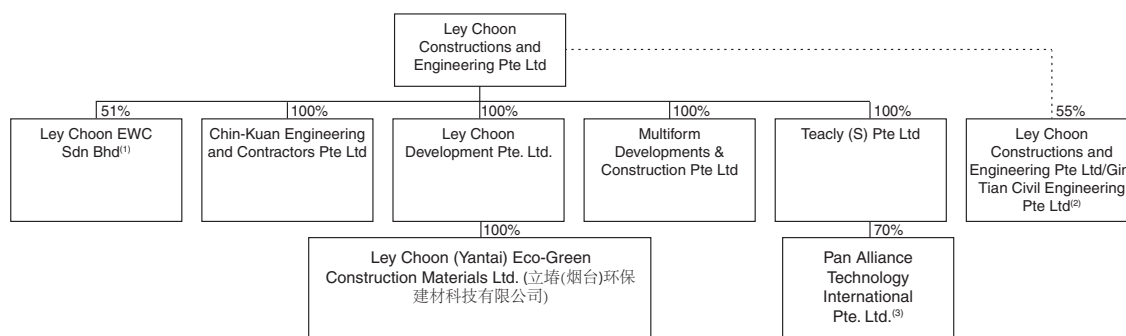 Ley Choon
Constructions and
Engineering Pte Ltd
51%
100%
100%
100%
100%
55%
Ley Choon EWC
Sdn Bhd(1)
Chin-Kuan Engineering
and Contractors Pte Ltd
Ley Choon
Development Pte. Ltd.
Multiform
Developments &
Construction Pte Ltd
Teacly (S) Pte Ltd
Ley Choon
Constructions and
Engineering Pte Ltd/Gin
Tian Civil Engineering
Pte Ltd(2)
100%
70%
Ley Choon (Yantai) Eco-Green
Construction Materials Ltd. (立堾(烟台)环保
建材科技有限公司)
Pan Alliance
Technology
International
Pte. Ltd.(3)